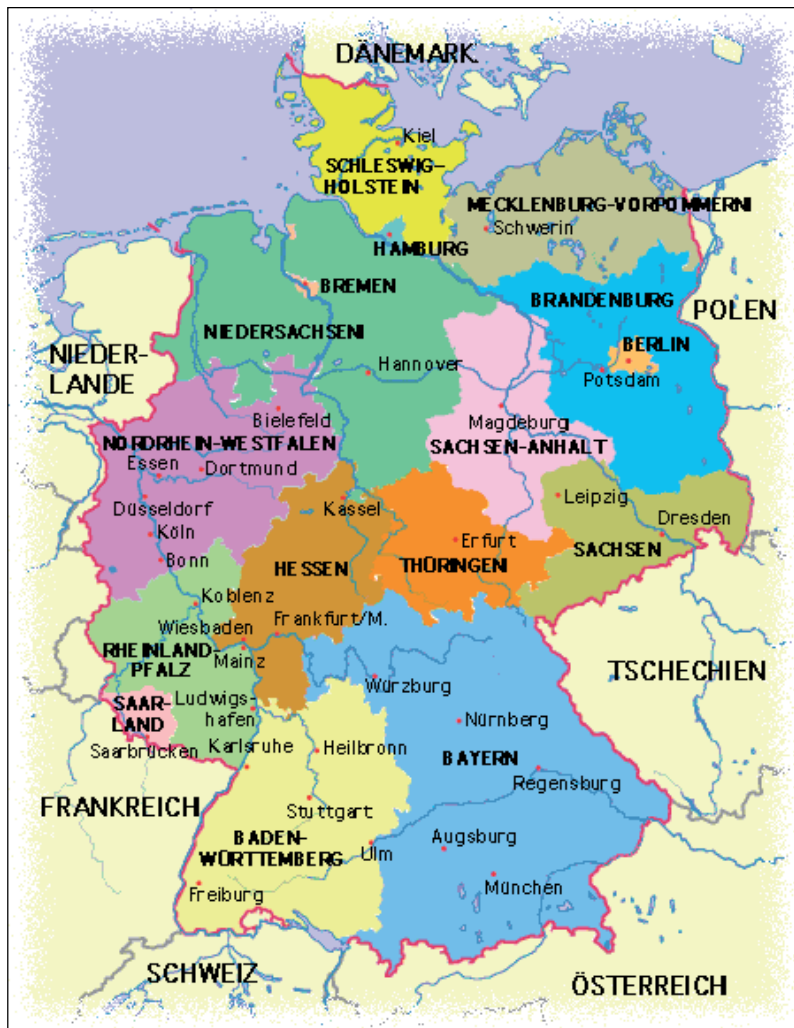 DÄNEMARK.
Kiel
SCHLESWIG-
HOLSTEIN
MECKLENBURG-VORPOMMERNI
Schwerin
HAMBURG
BREMEN
BRANDENBURG
POLEN
NIEDERSACHSENI
BERLIN
NIEDER-
LANDE
Hannover
Potsdam
Bielefeld
Magdeburg
NORDRHEIN-WESTFALEN
SACHSEN-ANHALT
Essen
Dortmund
Leipzig
Düsseldorf
Kassel
Dresden
Köln
Erfurt
SACHSEN
Bonn
HESSEN
THÜRINGEN
Koblenz
Wiesbaden
Frankfurt/M.
RHEINLAND-
PFALZ
Mainz
TSCHECHIEN
Würzburg
SAAR-
LAND
Ludwigs-
hafen
Nürnberg
Saarbrücken
Karlsruhe
Heilbronn
BAYERN
Regensburg
FRANKREICH
Stuttgart
BADEN-
WÜRTTEMBERG
Ulm
Augsburg
München
Freiburg
SCHWEIZ
ÖSTERREICH